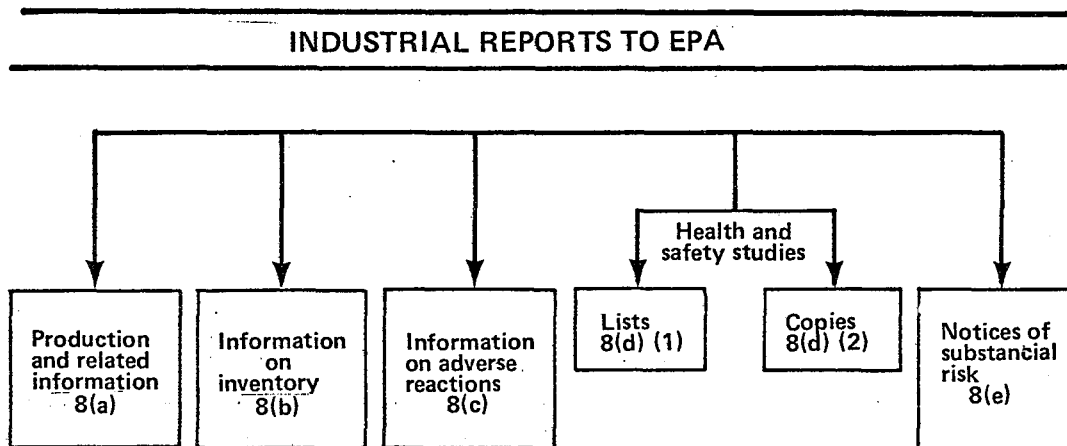 INDUSTRIAL REPORTS TO EPA
Health and
safety studies
Production
and related
information
8(a)
Information
on
inventory
8(b)
Information
on adverse
reactions
8(c)
Lists
8(d) (1)
Copies
8(d) (2)
Notices of
substancial
risk
8(e)